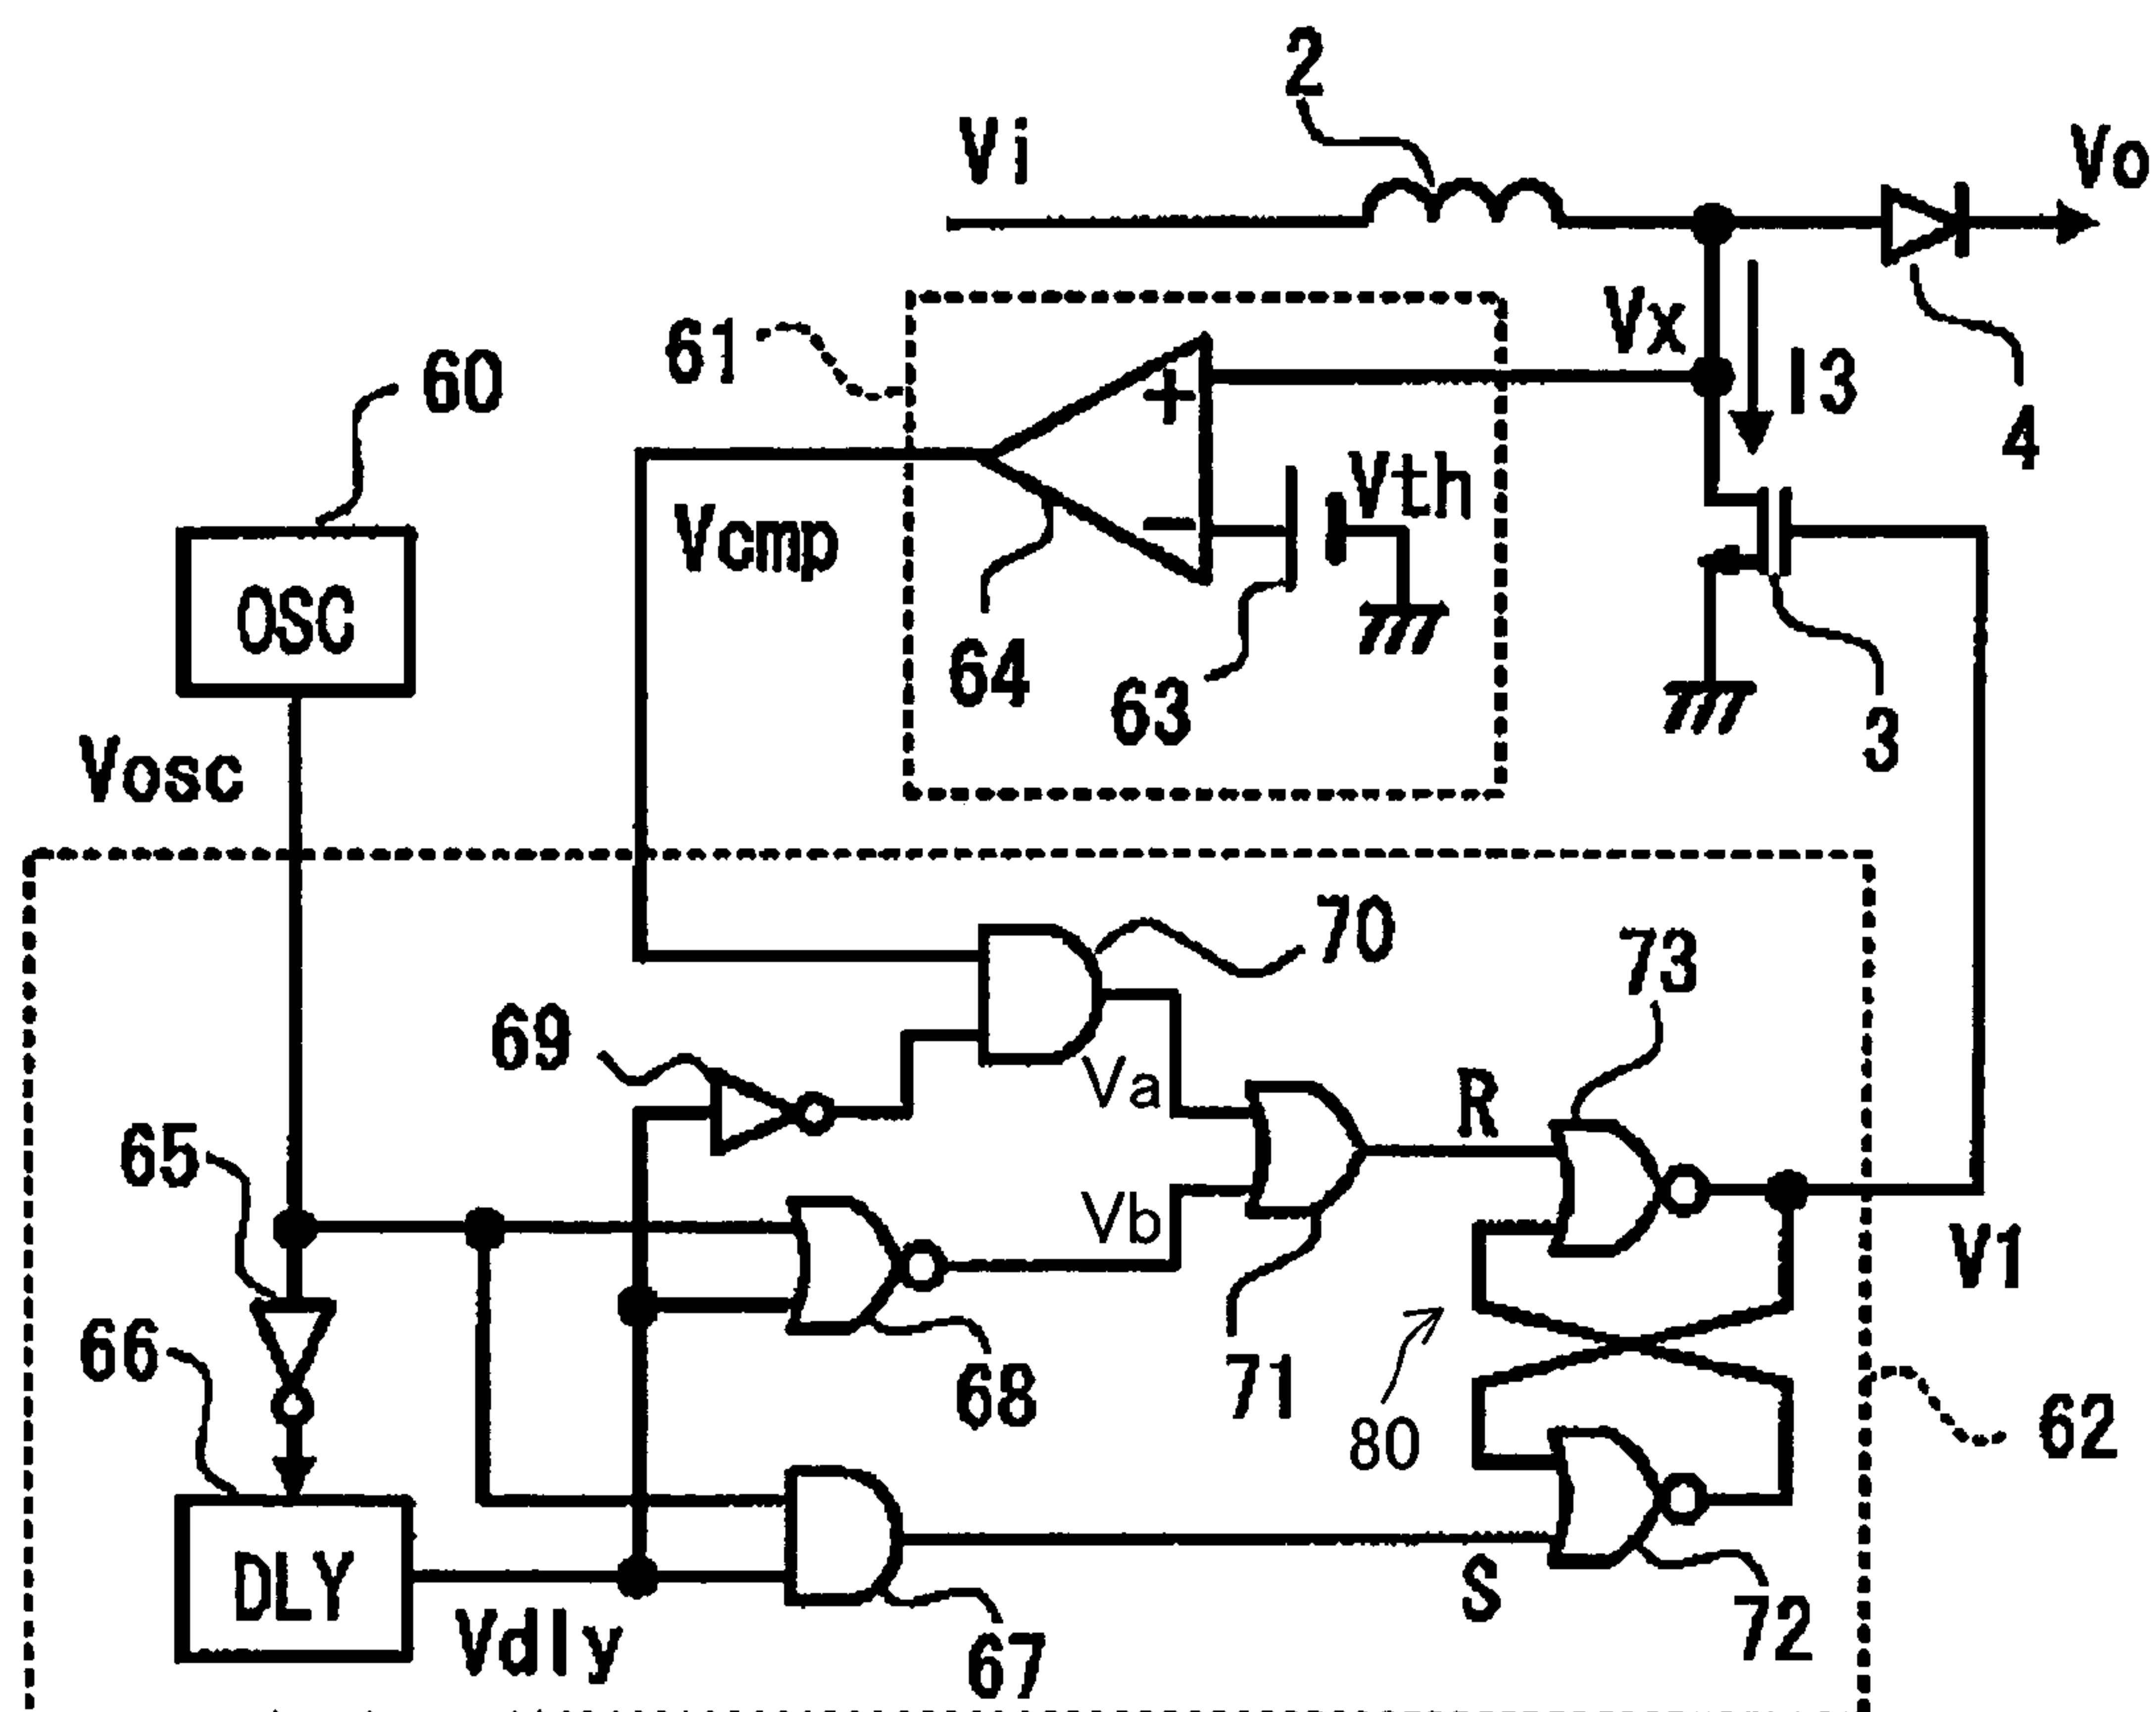 2
Vi
Vo
61
Vx
I3
60
+
4
Vth
Vcmp
−
OSC
64
63
3
Vosc
70
73
69
Va
R
65
Vb
V1
66
68
71
80
62
DLY
S
Vdly
67
72